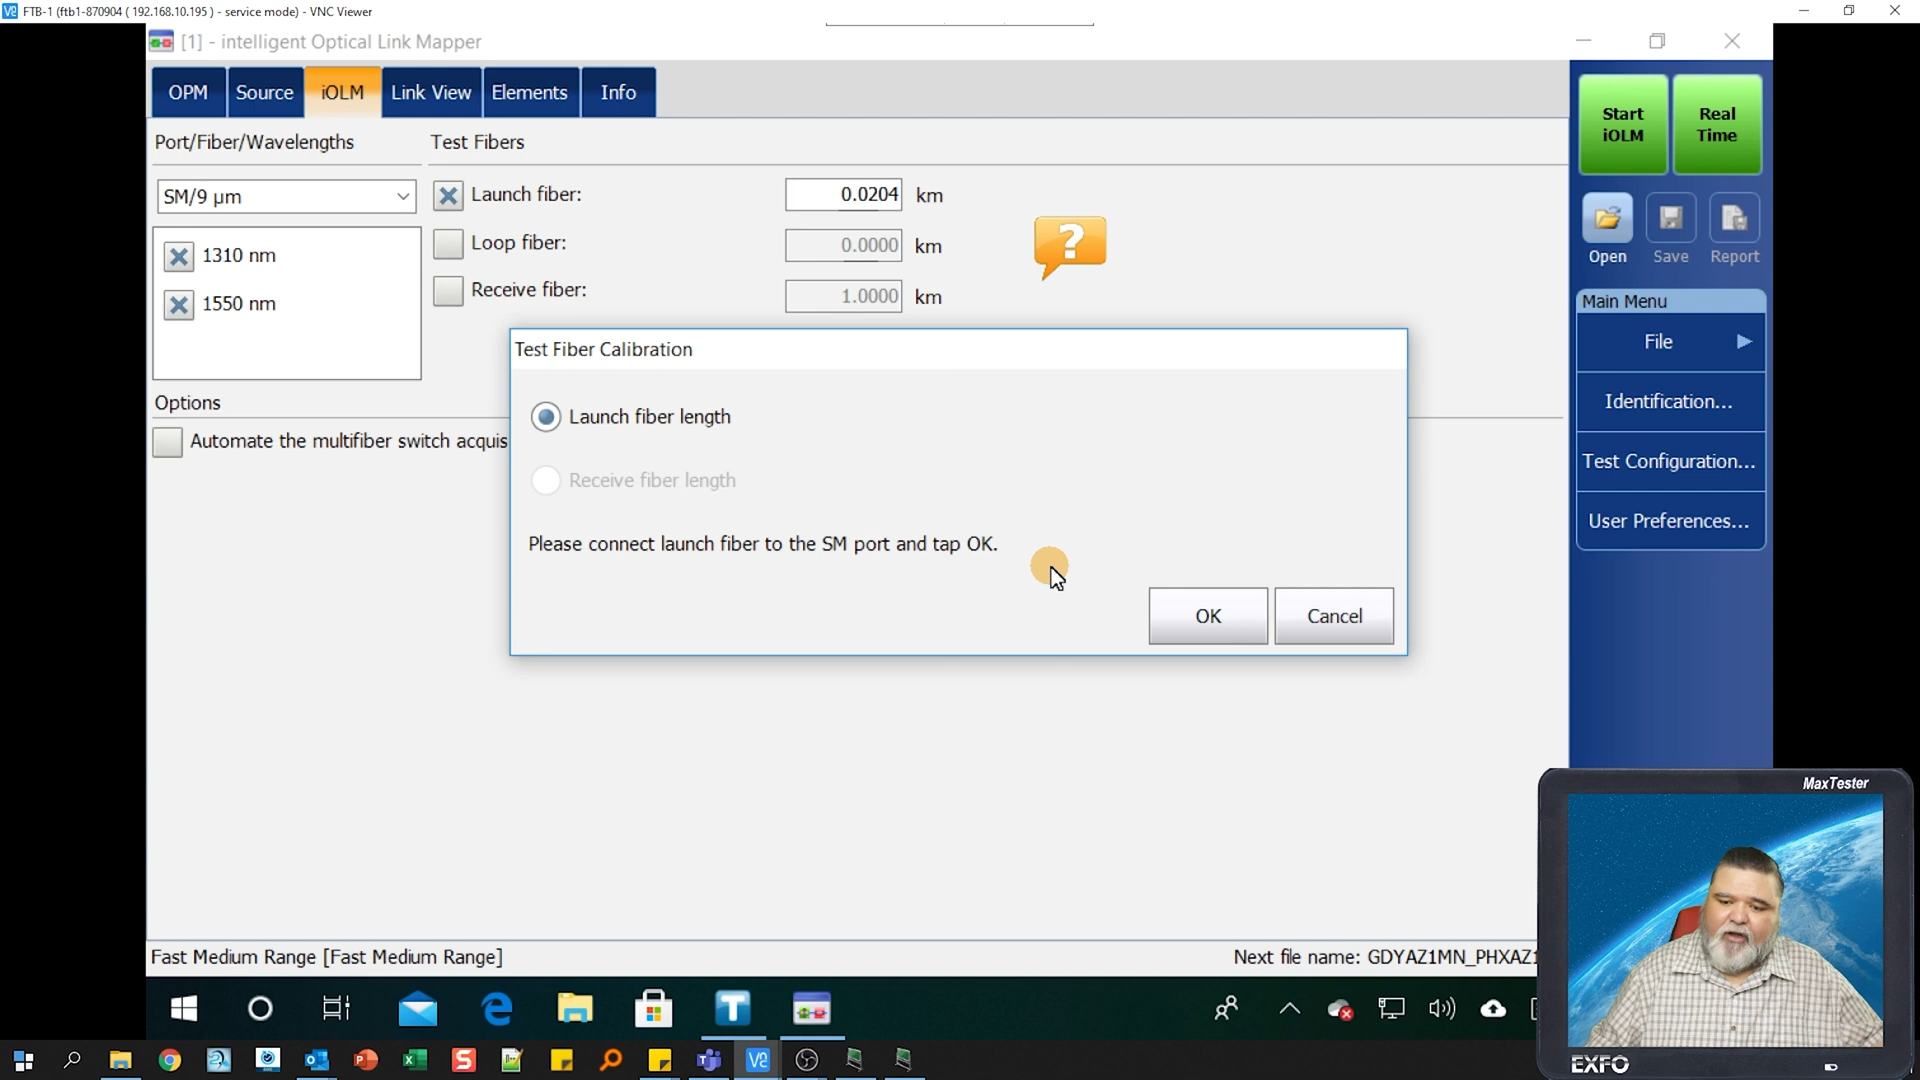 FTB-1 (ftb1-870904 ( 192.168.10.195 ) - service mode) - VNC Viewer
[1] - intelligent Optical Link Mapper
OPM
Source
iOLM
Link View
Elements
Info
Port/Fiber/Wavelengths
SM/9 µm
1310 nm
1550 nm
Test Fibers
Launch fiber:
0.0204
km
Loop fiber:
0.0000
km
Receive fiber:
1.0000
km
?
Options
Automate the multifiber switch acquis
Test Fiber Calibration
Launch fiber length
Receive fiber length
Please connect launch fiber to the SM port and tap OK.
OK
Cancel
Start
iOLM
Real
Time
Open
Save
Report
Main Menu
File
Identification...
Test Configuration...
User Preferences...
Fast Medium Range [Fast Medium Range]
Next file name: GDYAZ1MN_PHXAZ1
MaxTester
EXFO